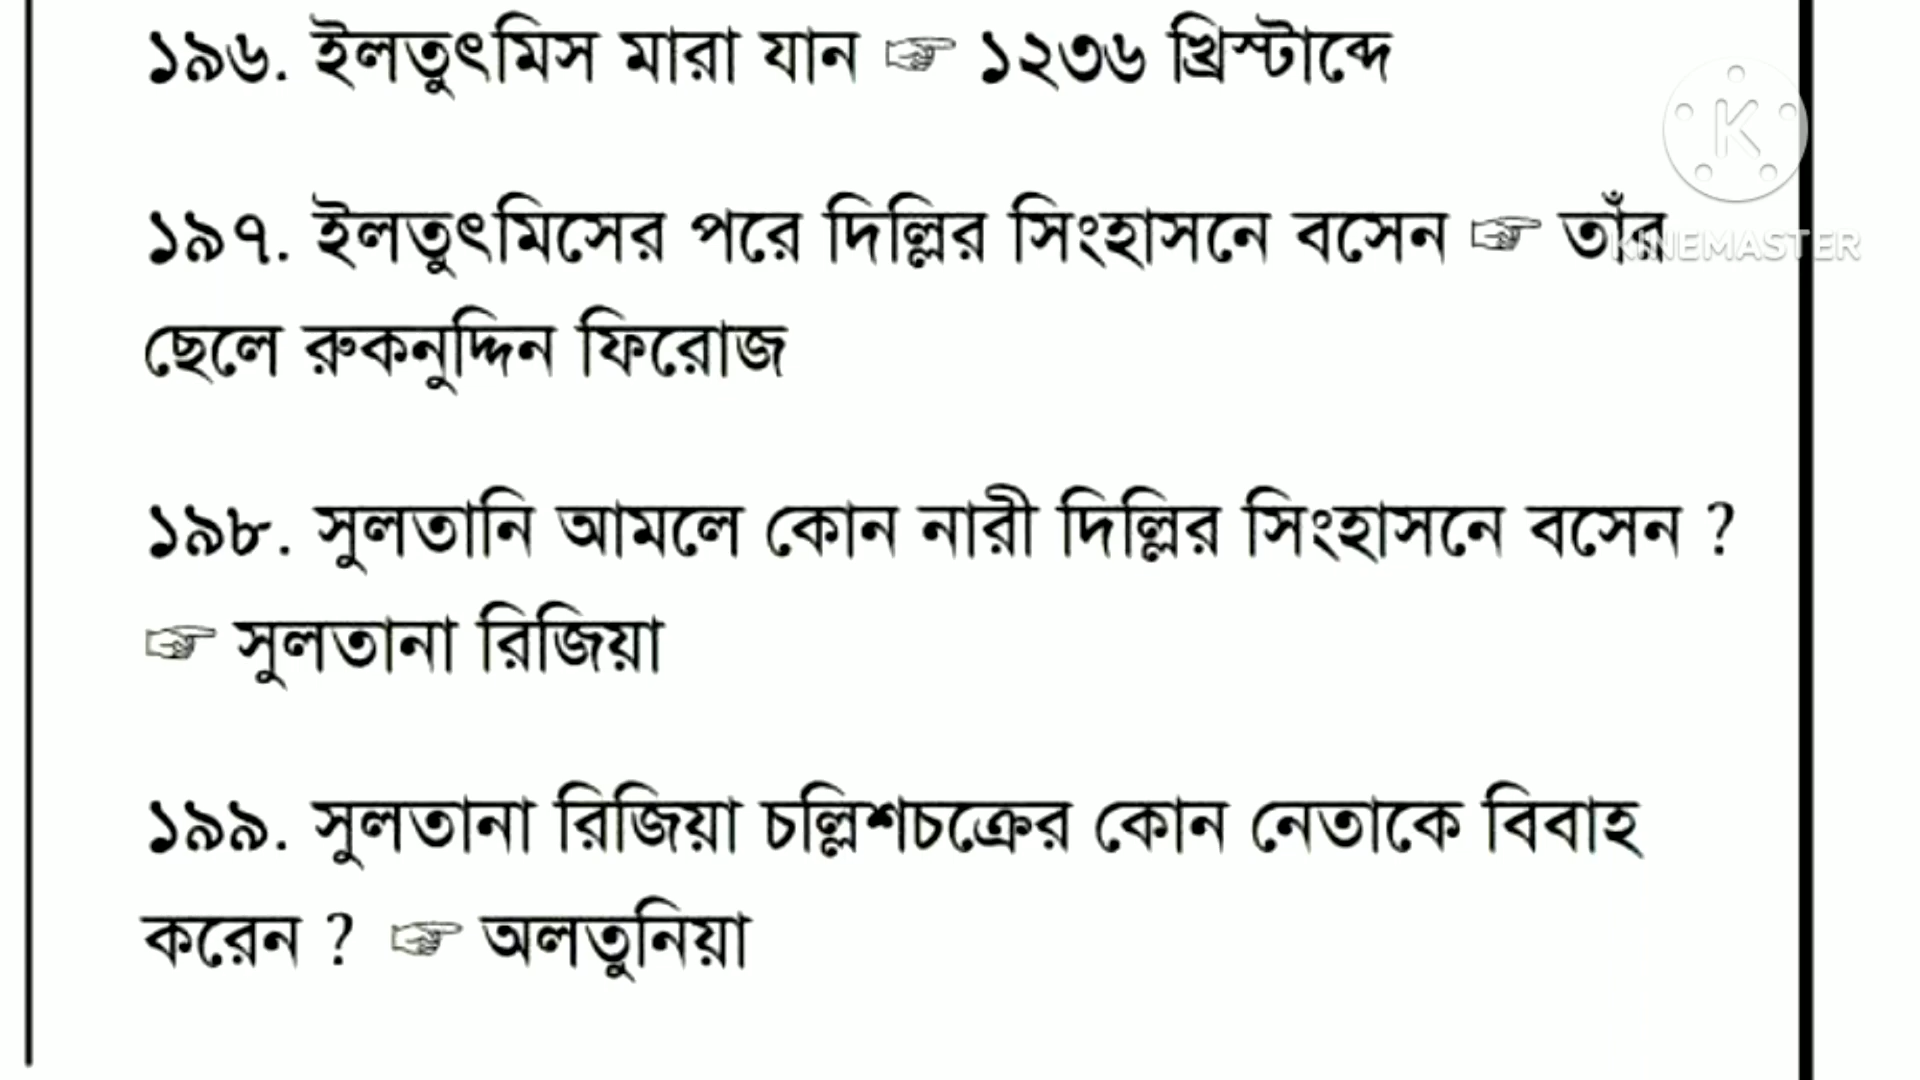 ১৯৬. ইলতুৎমিস মারা যান ☞ ১২৩৬ খ্রিস্টাব্দে
K
১৯৭. ইলতুৎমিসের পরে দিল্লির সিংহাসনে বসেন ☞ তাঁর
KINEMASTER
ছেলে রুকনুদ্দিন ফিরোজ
১৯৮. সুলতানি আমলে কোন নারী দিল্লির সিংহাসনে বসেন ?
☞ সুলতানা রিজিয়া
১৯৯. সুলতানা রিজিয়া চল্লিশচক্রের কোন নেতাকে বিবাহ
করেন ? ☞ অলতুনিয়া